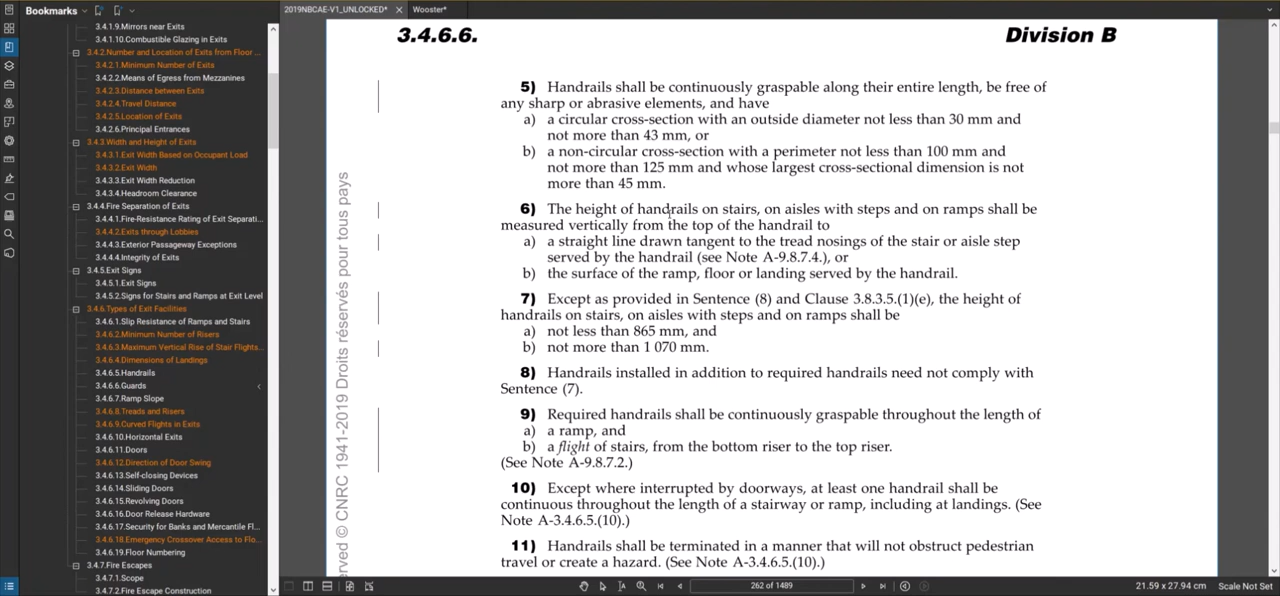 Bookmarks
2019NBCAE-V1_UNLOCKED*
Wooster*
3.4.1.9.Mirrors near Exits
3.4.1.10.Combustible Glazing in Exits
3.4.2.Number and Location of Exits from Floor ...
3.4.2.1.Minimum Number of Exits
3.4.2.2.Means of Egress from Mezzanines
3.4.2.3.Distance between Exits
3.4.2.4.Travel Distance
3.4.2.5.Location of Exits
3.4.2.6.Principal Entrances
3.4.3.Width and Height of Exits
3.4.3.1.Exit Width Based on Occupant Load
3.4.3.2.Exit Width
3.4.3.3.Exit Width Reduction
3.4.3.4.Headroom Clearance
3.4.4.Fire Separation of Exits
3.4.4.1.Fire-Resistance Rating of Exit Separati...
3.4.4.2.Exits through Lobbies
3.4.4.3.Exterior Passageway Exceptions
3.4.4.4.Integrity of Exits
3.4.5.Exit Signs
3.4.5.1.Exit Signs
3.4.5.2.Signs for Stairs and Ramps at Exit Level
3.4.6.Types of Exit Facilities
3.4.6.1.Slip Resistance of Ramps and Stairs
3.4.6.2.Minimum Number of Risers
3.4.6.3.Maximum Vertical Rise of Stair Flights...
3.4.6.4.Dimensions of Landings
3.4.6.5.Handrails
3.4.6.6.Guards
3.4.6.7.Ramp Slope
3.4.6.8.Treads and Risers
3.4.6.9.Curved Flights in Exits
3.4.6.10.Horizontal Exits
3.4.6.11.Doors
3.4.6.12.Direction of Door Swing
3.4.6.13.Self-closing Devices
3.4.6.14.Sliding Doors
3.4.6.15.Revolving Doors
3.4.6.16.Door Release Hardware
3.4.6.17.Security for Banks and Mercantile Fl...
3.4.6.18.Emergency Crossover Access to Flo...
3.4.6.19.Floor Numbering
3.4.7.Fire Escapes
3.4.7.1.Scope
3.4.7.2.Fire Escape Construction
3.4.6.6. Division B
5) Handrails shall be continuously graspable along their entire length, be free of
any sharp or abrasive elements, and have
a) a circular cross-section with an outside diameter not less than 30 mm and
not more than 43 mm, or
b) a non-circular cross-section with a perimeter not less than 100 mm and
not more than 125 mm and whose largest cross-sectional dimension is not
more than 45 mm.
6) The height of handrails on stairs, on aisles with steps and on ramps shall be
measured vertically from the top of the handrail to
a) a straight line drawn tangent to the tread nosings of the stair or aisle step
served by the handrail (see Note A-9.8.7.4.), or
b) the surface of the ramp, floor or landing served by the handrail.
7) Except as provided in Sentence (8) and Clause 3.8.3.5.(1)(e), the height of
handrails on stairs, on aisles with steps and on ramps shall be
a) not less than 865 mm, and
b) not more than 1 070 mm.
8) Handrails installed in addition to required handrails need not comply with
Sentence (7).
9) Required handrails shall be continuously graspable throughout the length of
a) a ramp, and
b) a flight of stairs, from the bottom riser to the top riser.
(See Note A-9.8.7.2.)
10) Except where interrupted by doorways, at least one handrail shall be
continuous throughout the length of a stairway or ramp, including at landings. (See
Note A-3.4.6.5.(10).)
11) Handrails shall be terminated in a manner that will not obstruct pedestrian
travel or create a hazard. (See Note A-3.4.6.5.(10).)
erved © CNRC 1941-2019 Droits réservés pour tous pays
262 of 1489
21.59 x 27.94 cm
Scale Not Set